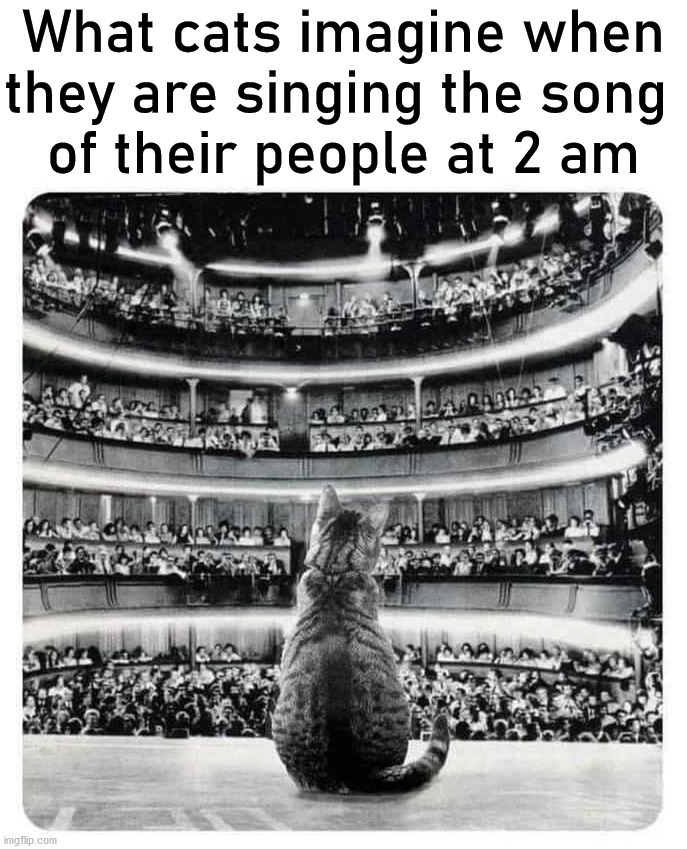 What cats imagine when
they are singing the song
of their people at 2 am
imgflip.com